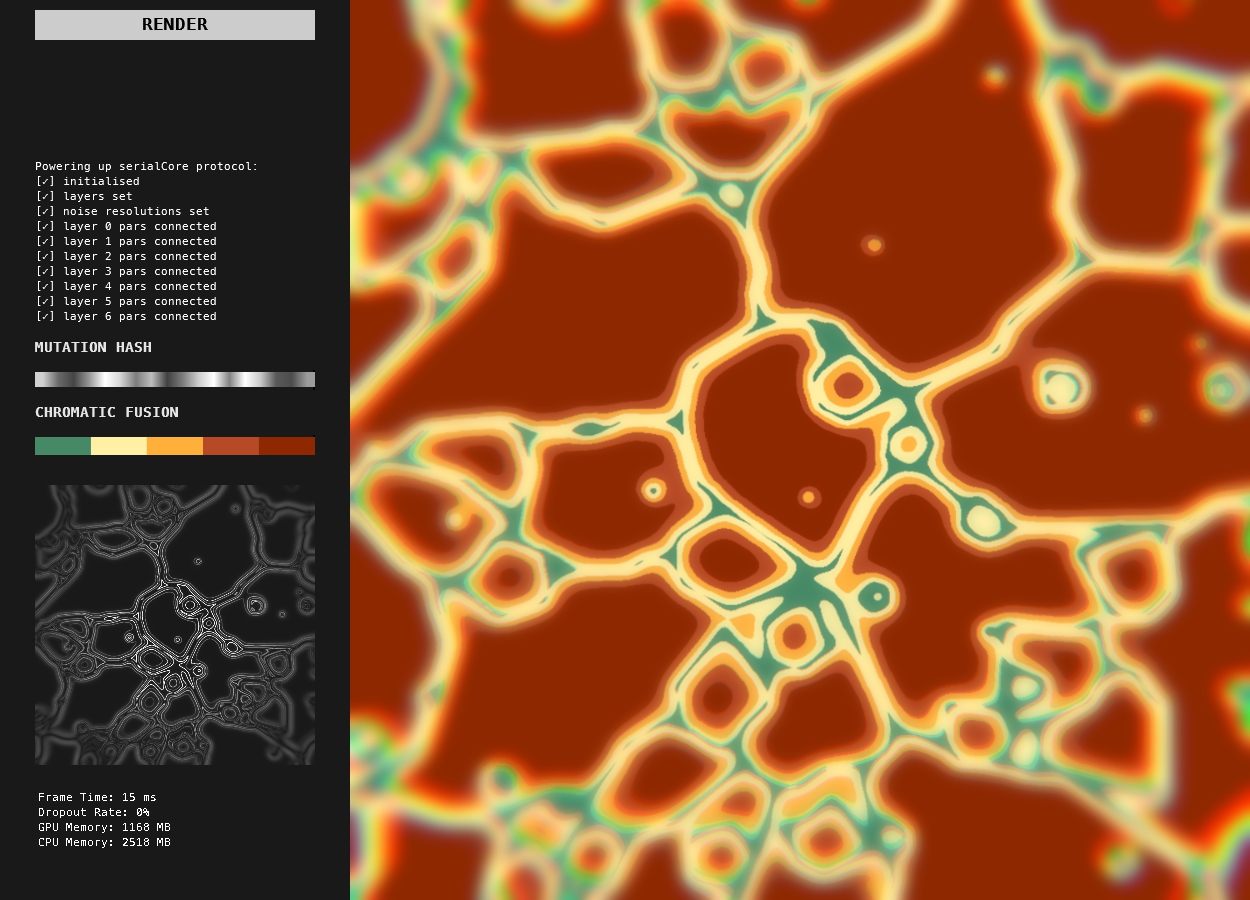 RENDER
Powering up serialCore protocol:
[✓] initialised
[✓] layers set
[✓] noise resolutions set
[✓] layer 0 pars connected
[✓] layer 1 pars connected
[✓] layer 2 pars connected
[✓] layer 3 pars connected
[✓] layer 4 pars connected
[✓] layer 5 pars connected
[✓] layer 6 pars connected
MUTATION HASH
CHROMATIC FUSION
Frame Time: 15 ms
Dropout Rate: 0%
GPU Memory: 1168 MB
CPU Memory: 2518 MB